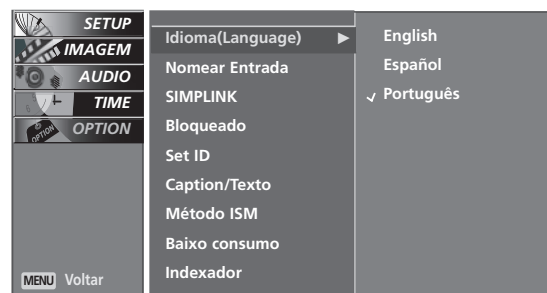 SETUP
IMAGEM
AUDIO
TIME
OPTION
OPTION
MENU Voltar
Idioma(Language) ►
Nomear Entrada
SIMPLINK
Bloqueado
Set ID
Caption/Texto
Método ISM
Baixo consumo
Indexador
English
Español
✓ Português